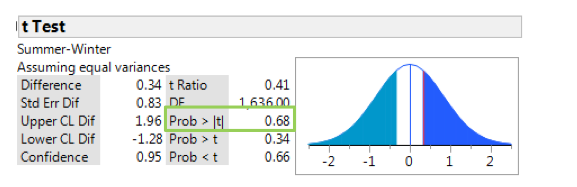 t Test
Summer-Winter
Assuming equal variances
Difference 0.34 t Ratio 0.41
Std Err Dif 0.83 DF 1,636.00
Upper CL Dif 1.96 Prob > |t| 0.68
Lower CL Dif -1.28 Prob > t 0.34
Confidence 0.95 Prob < t 0.66
-2 -1 0 1 2